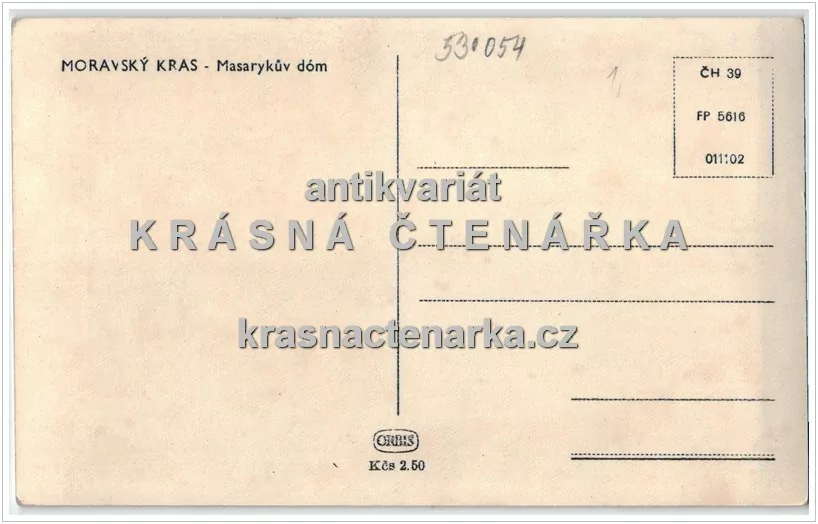 53·054
1,
MORAVSKÝ KRAS - Masarykův dóm
ČH 39
FP 5616
011102
antikvariát
KRÁSNÁ ČTENÁŘKA
krasnactenarka.cz
ORBIS
Kčs 2.50